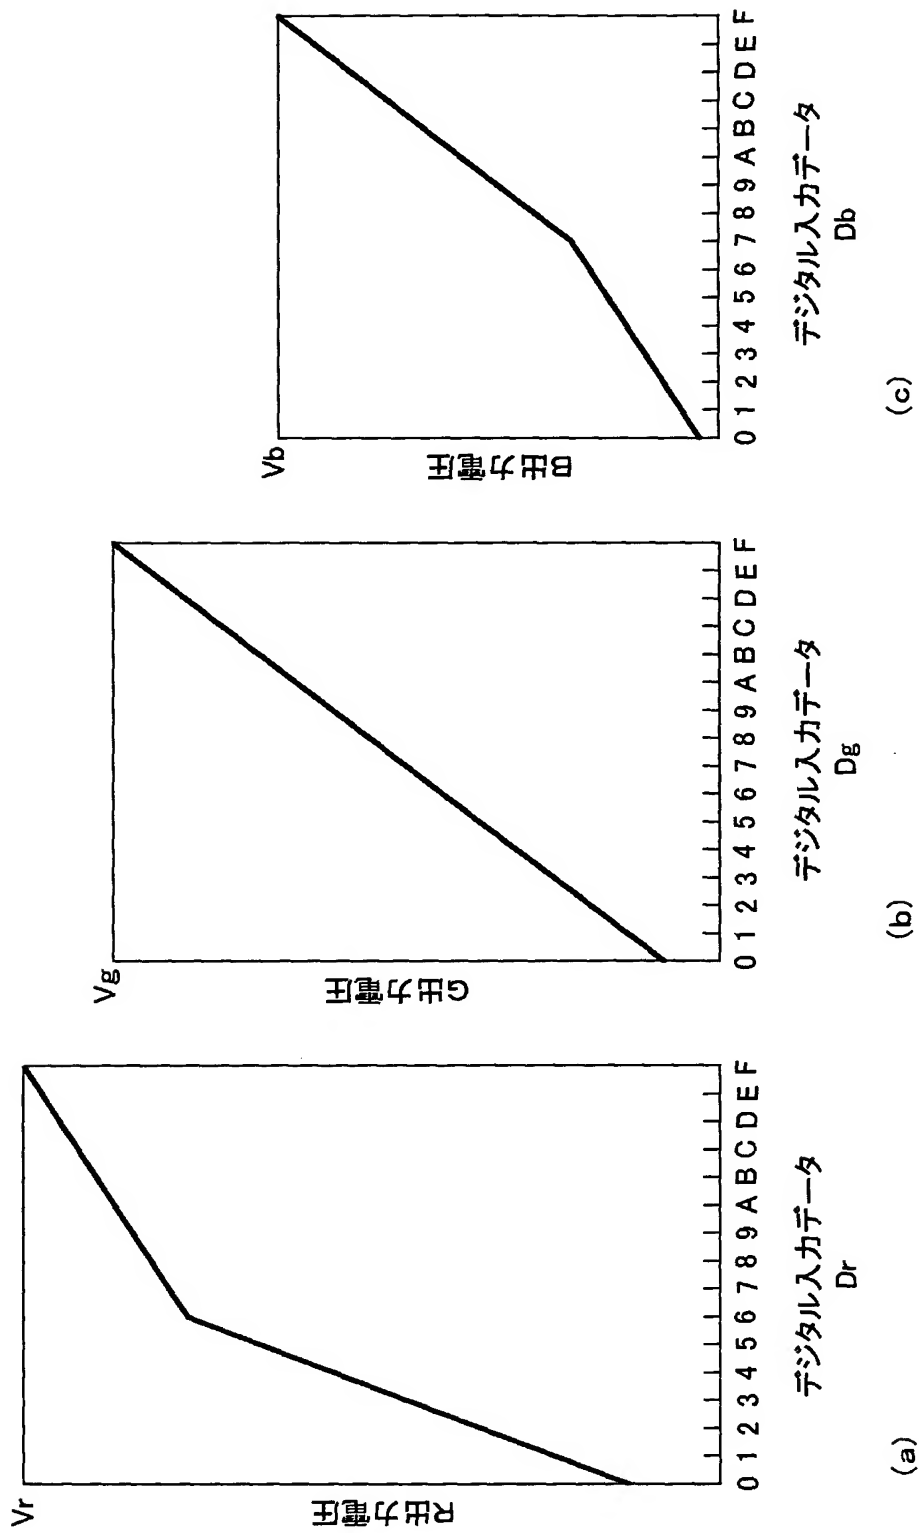 Vr
R出力電圧
0 1 2 3 4 5 6 7 8 9 A B C D E F
デジタル入力データ
Dr
(a)
Vg
G出力電圧
0 1 2 3 4 5 6 7 8 9 A B C D E F
デジタル入力データ
Dg
(b)
Vb
B出力電圧
0 1 2 3 4 5 6 7 8 9 A B C D E F
デジタル入力データ
Db
(c)